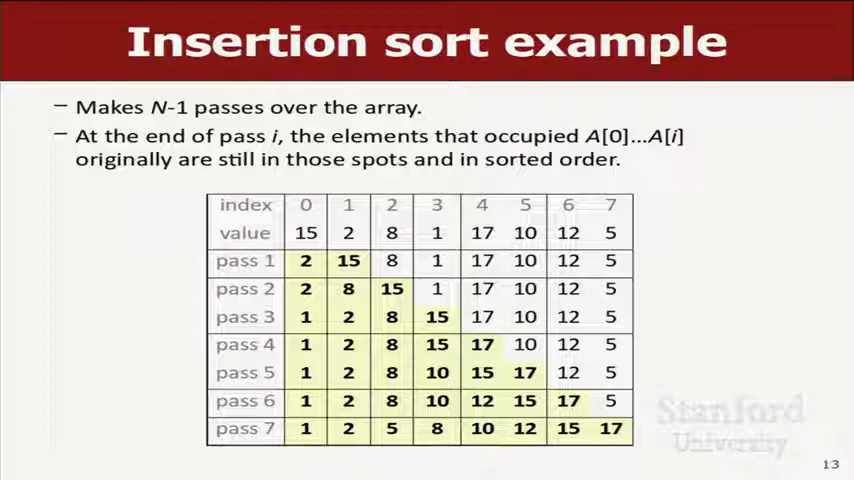 Insertion sort example
– Makes N-1 passes over the array.
– At the end of pass i, the elements that occupied A[0]...A[i]
originally are still in those spots and in sorted order.
index 0 1 2 3 4 5 6 7
value 15 2 8 1 17 10 12 5
pass 1 2 15 8 1 17 10 12 5
pass 2 2 8 15 1 17 10 12 5
pass 3 1 2 8 15 17 10 12 5
pass 4 1 2 8 15 17 10 12 5
pass 5 1 2 8 10 15 17 12 5
pass 6 1 2 8 10 12 15 17 5
pass 7 1 2 5 8 10 12 15 17
Stanford
University
13